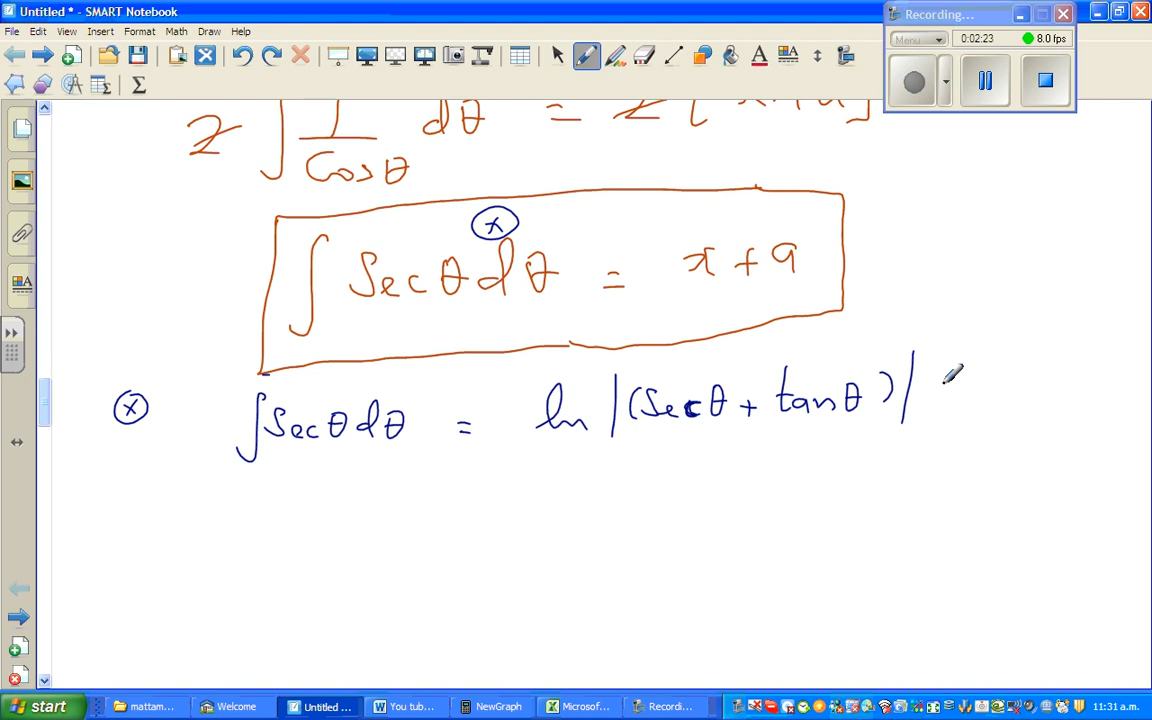 Untitled * - SMART Notebook
Recording...
File Edit View Insert Format Math Draw Help
Menu 0:02:23 8.0 fps
2 ∫ 1/Cosθ dθ = 2 [
∫ Secθ dθ = x + a
ⓧ
ⓧ ∫ Secθ dθ = ln |(Secθ + tanθ)|
start mattam... Welcome Untitled ... W You tub... NewGraph Microsof... Recordi... 11:31 a.m.